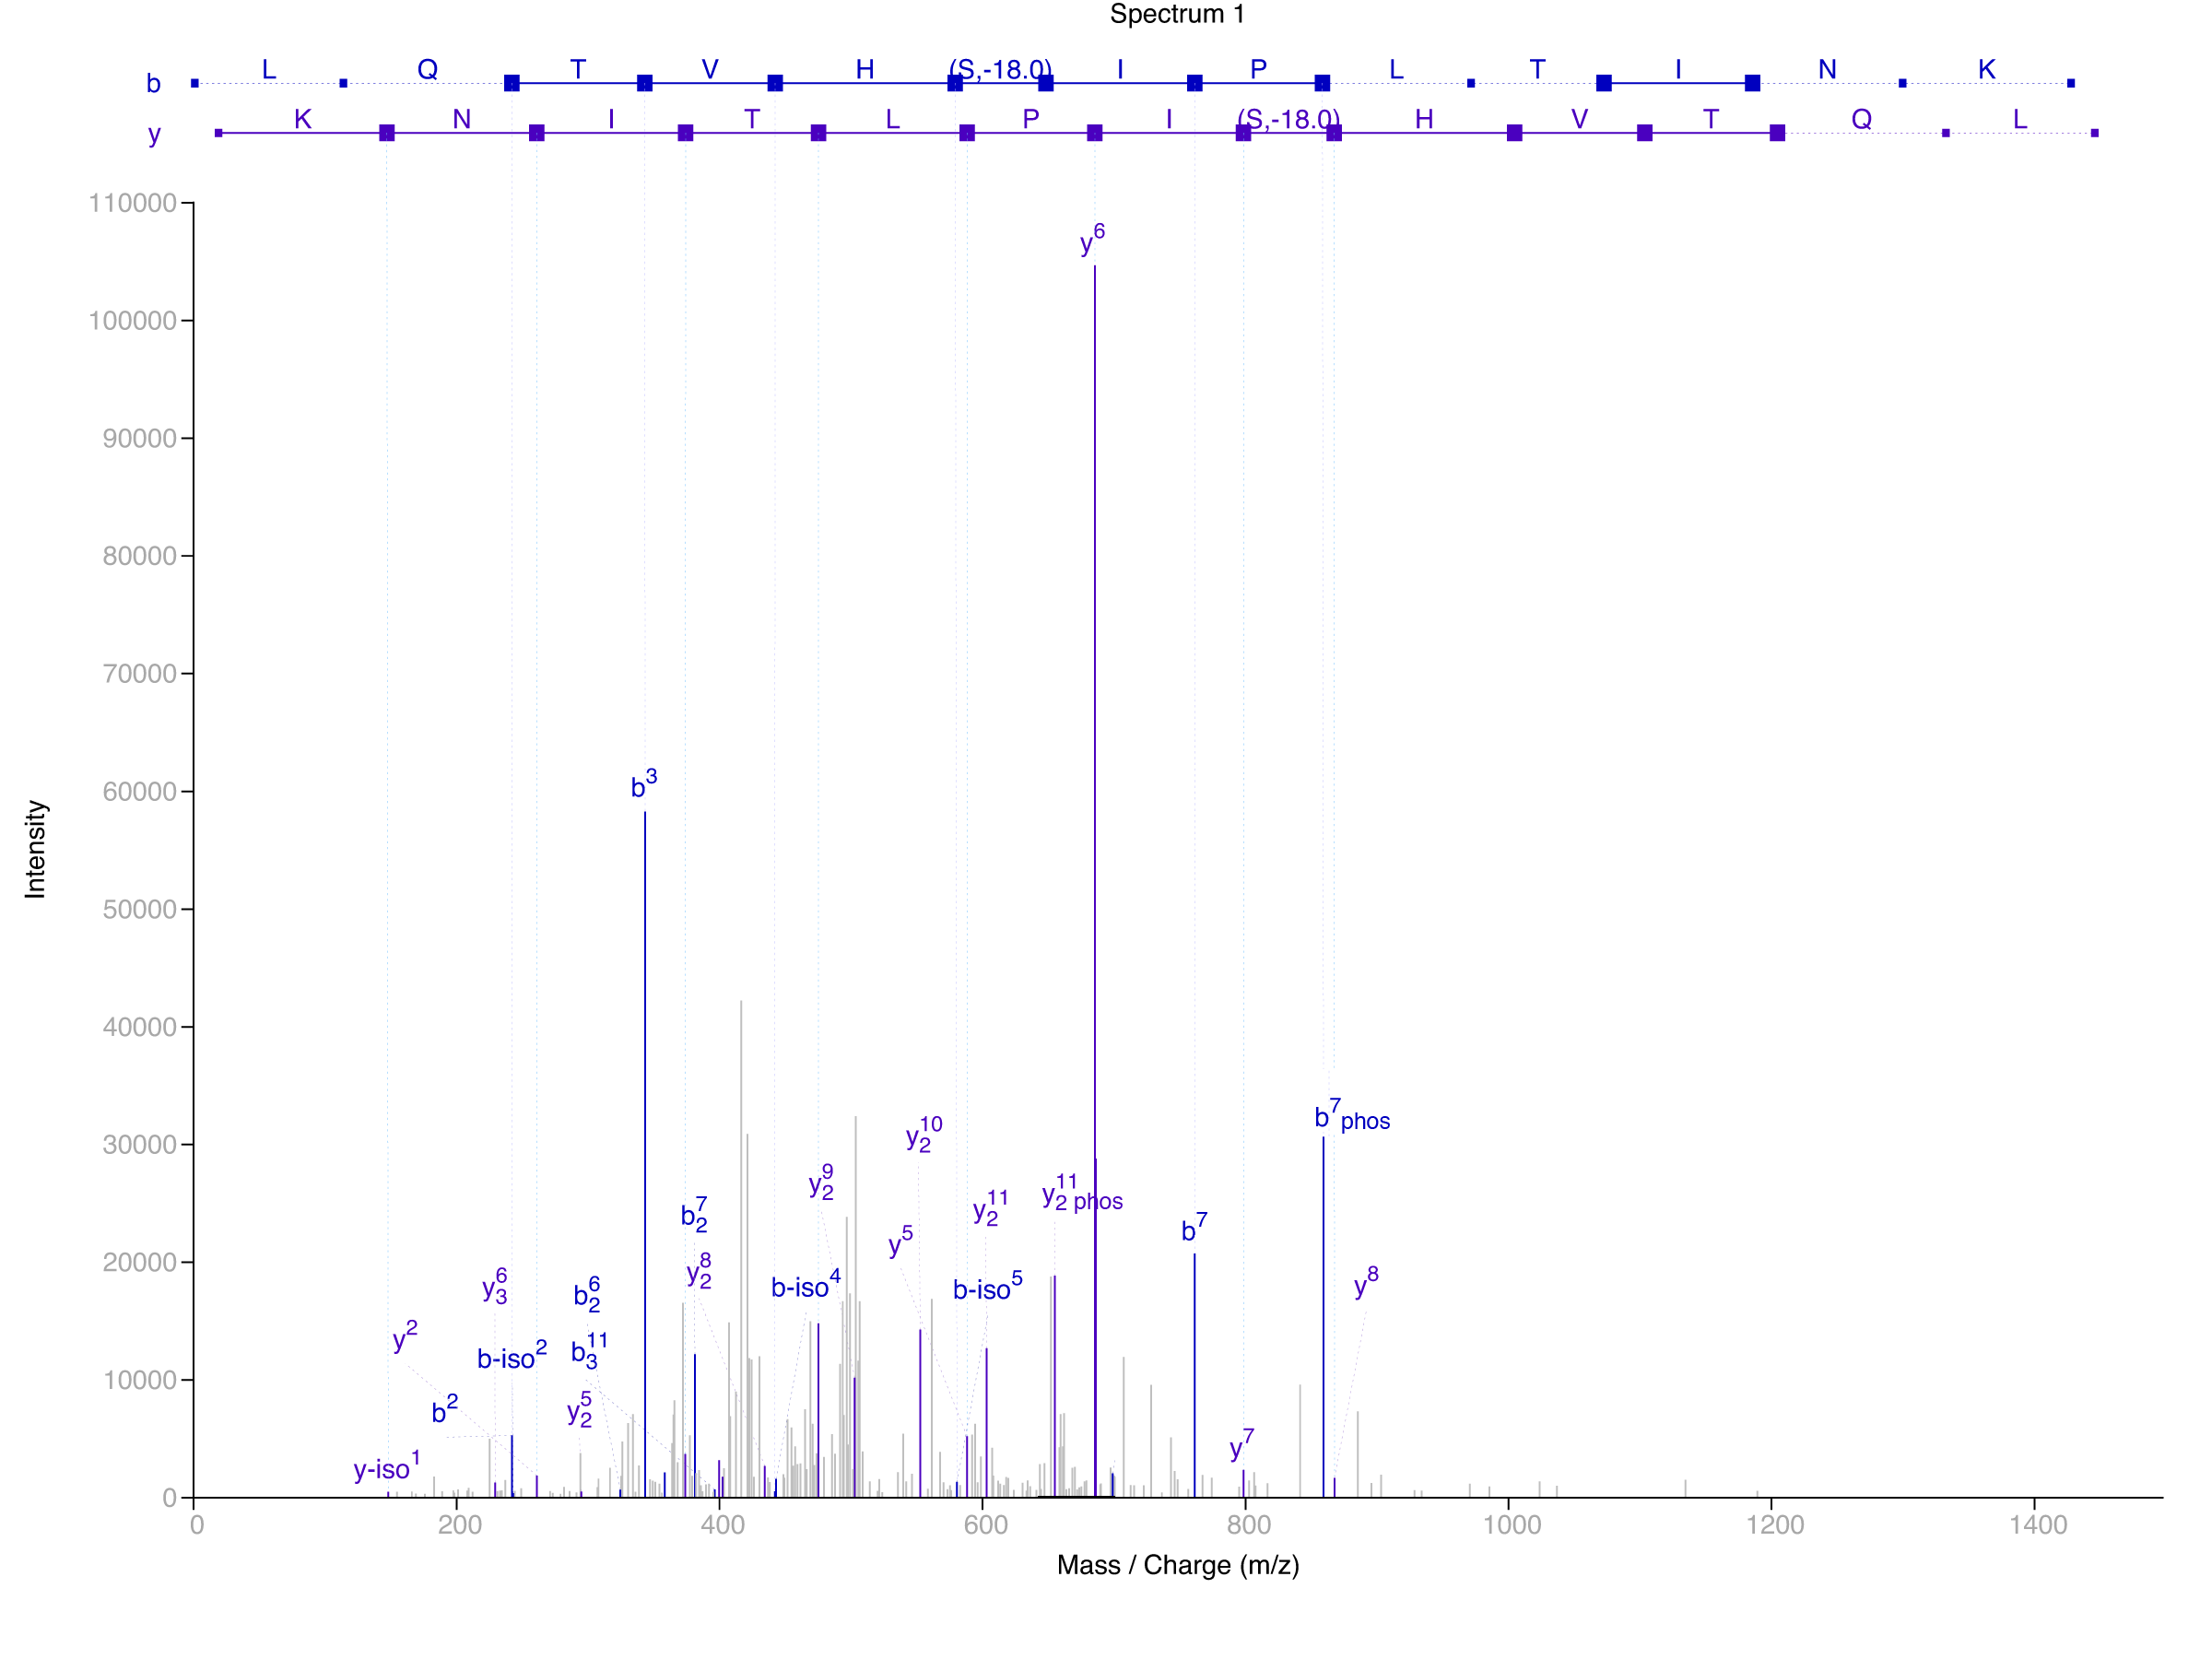 Spectrum 1
b L Q T V H (S,-18.0) I P L T I N K
y K N I T L P I (S,-18.0) H V T Q L
110000
y6
100000
90000
80000
70000
b3
60000
50000
Intensity
40000
b7phos
30000
y10 2
y9 2
y11 2
y11 2 phos
b7 2
b7
y5
20000
y8 2
y6 3
b6 2
b-iso4
b-iso5
y8
y2
b-iso2
b11 3
10000
b2
y5 2
y7
y-iso1
0
0 200 400 600 800 1000 1200 1400
Mass / Charge (m/z)